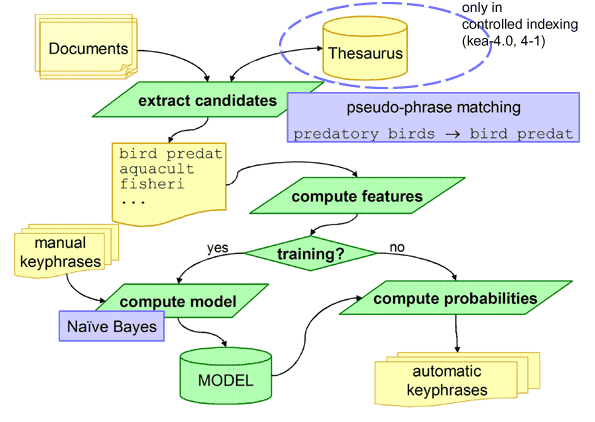 only in
controlled indexing
(kea-4.0, 4-1)
Documents
Thesaurus
extract candidates
pseudo-phrase matching
predatory birds → bird predat
bird predat
aquacult
fisheri
...
compute features
manual
keyphrases
yes
training?
no
compute model
compute probabilities
Naïve Bayes
MODEL
automatic
keyphrases